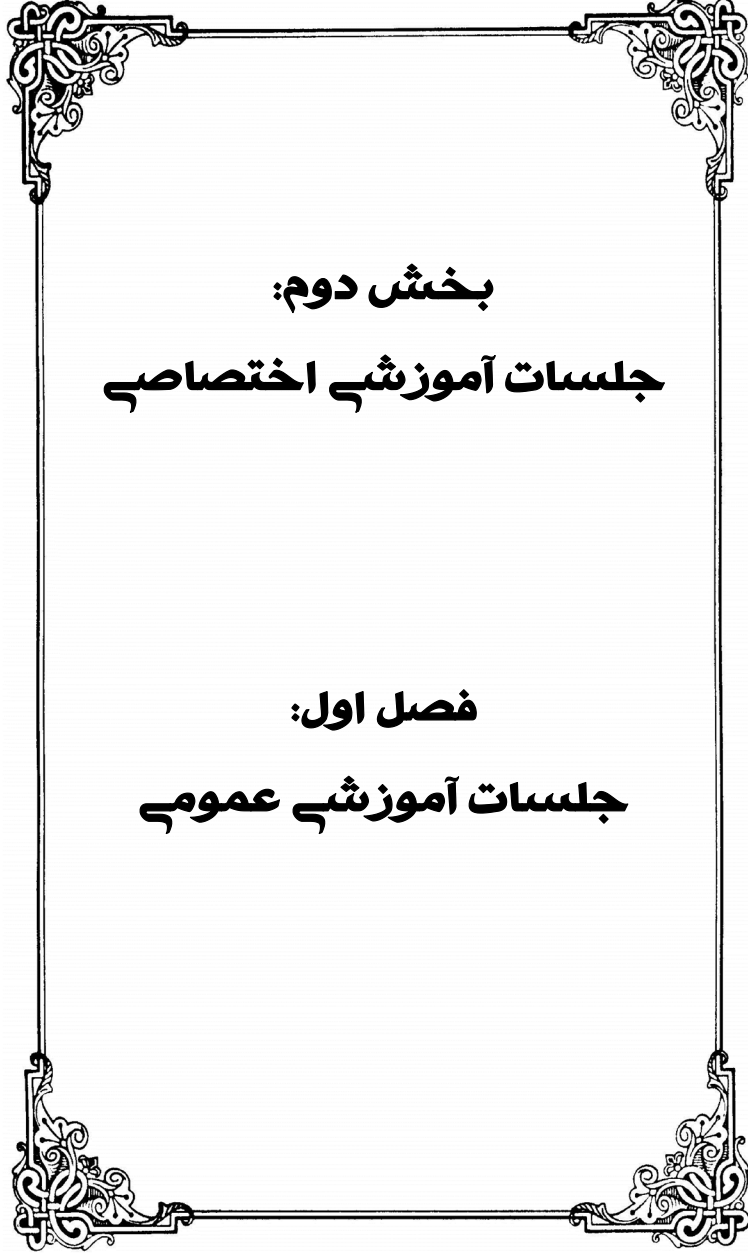 بخش دوم:
جلسات آموزشی اختصاصی
فصل اول:
جلسات آموزشی عمومی